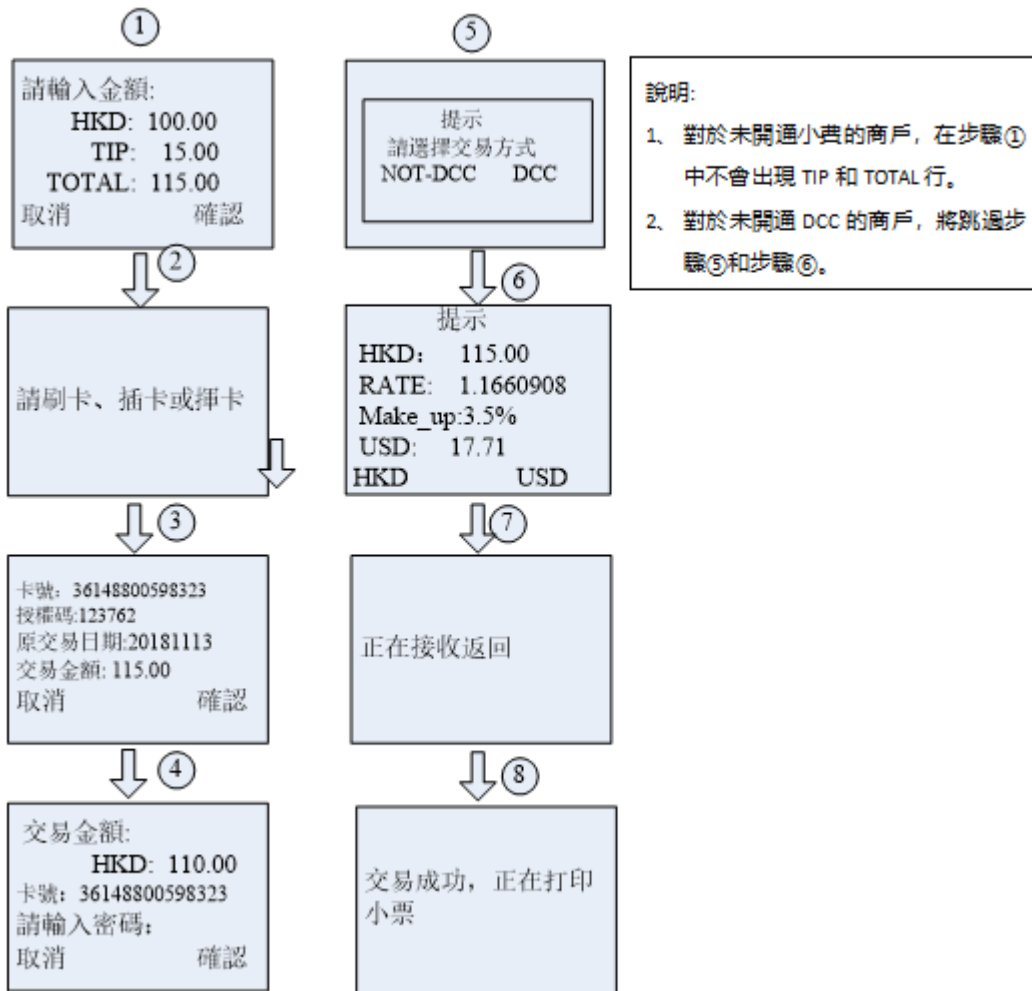 ①
請輸入金額:
HKD: 100.00
TIP: 15.00
TOTAL: 115.00
取消 確認
②
請刷卡、插卡或揮卡
③
卡號: 36148800598323
授權碼:123762
原交易日期:20181113
交易金額: 115.00
取消 確認
④
交易金額:
HKD: 110.00
卡號: 36148800598323
請輸入密碼:
取消 確認
⑤
提示
請選擇交易方式
NOT-DCC DCC
⑥
提示
HKD: 115.00
RATE: 1.1660908
Make_up:3.5%
USD: 17.71
HKD USD
⑦
正在接收返回
⑧
交易成功，正在打印
小票
說明:
1、 對於未開通小費的商戶，在步驟①
中不會出現 TIP 和 TOTAL 行。
2、 對於未開通 DCC 的商戶，將跳過步
驟⑤和步驟⑥。